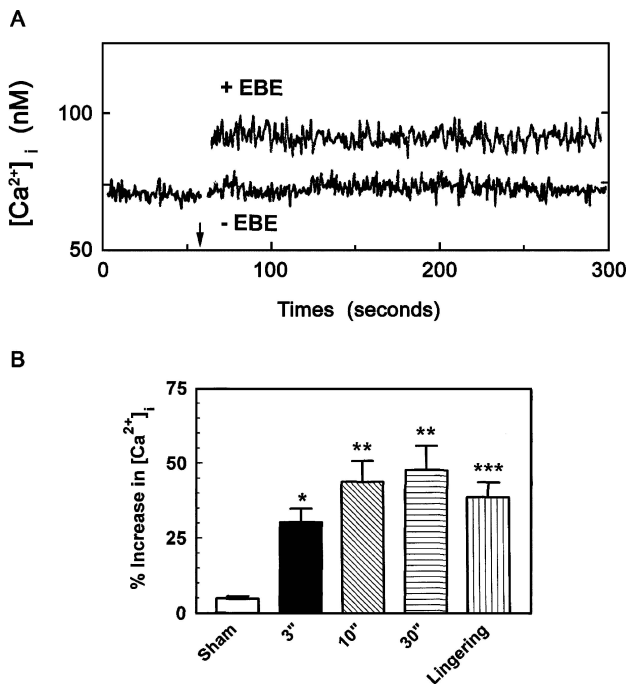 A
[Ca2+]i (nM)
100
50
+ EBE
- EBE
0
100
200
300
Times (seconds)
B
% Increase in [Ca2+]i
75
50
25
0
*
**
**
***
Sham
3"
10"
30"
Lingering